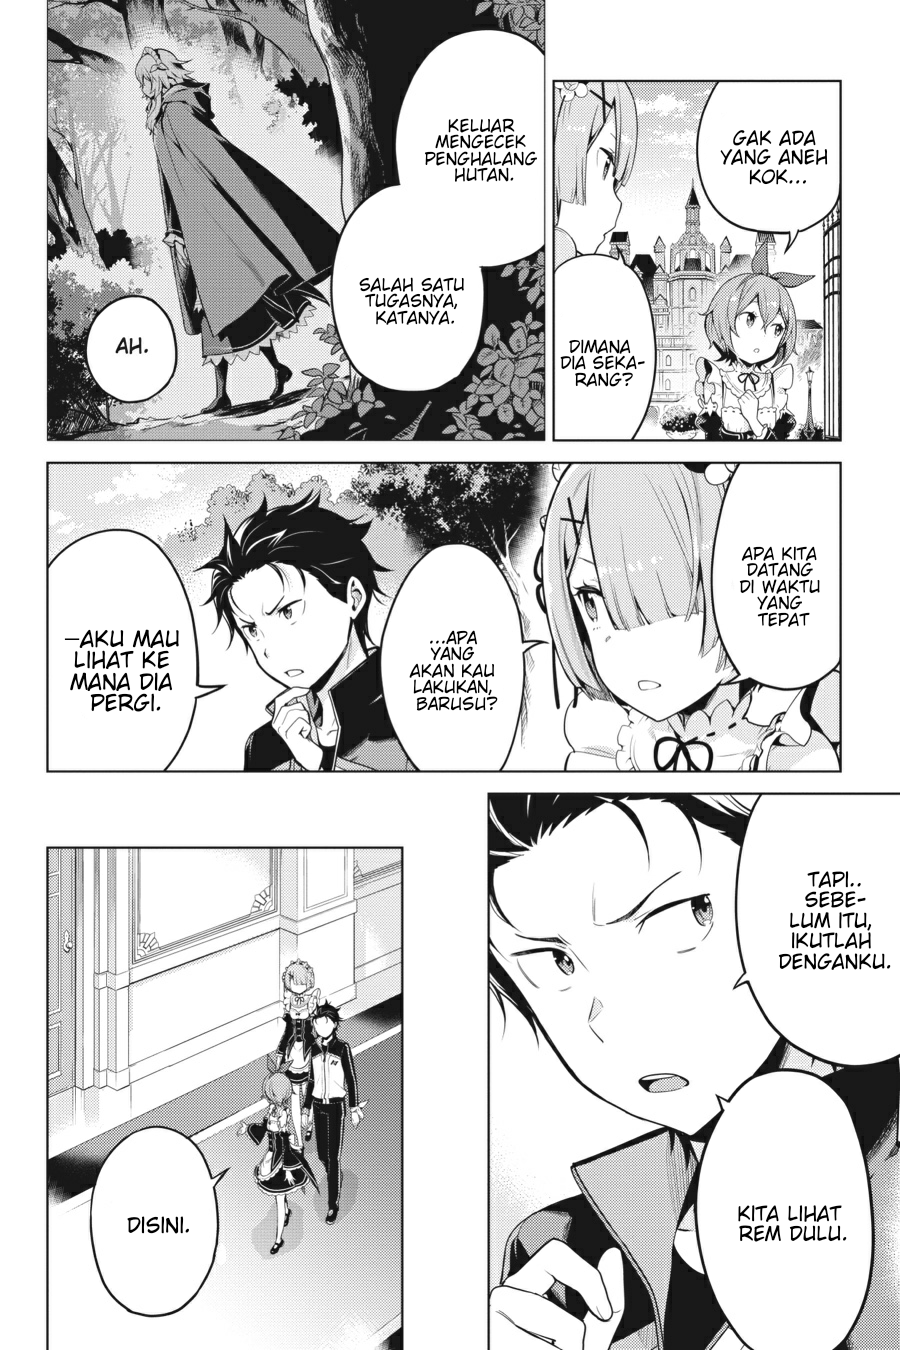 GAK ADA
YANG ANEH
KOK...
DIMANA
DIA SEKA-
RANG?
KELUAR
MENGECEK
PENGHALANG
HUTAN.
SALAH SATU
TUGASNYA,
KATANYA.
AH.
APA KITA
DATANG
DI WAKTU
YANG
TEPAT
...APA
YANG
AKAN KAU
LAKUKAN,
BARUSU?
—AKU MAU
LIHAT KE
MANA DIA
PERGI.
TAPI..
SEBE-
LUM ITU,
IKUTLAH
DENGANKU.
KITA LIHAT
REM DULU.
DISINI.